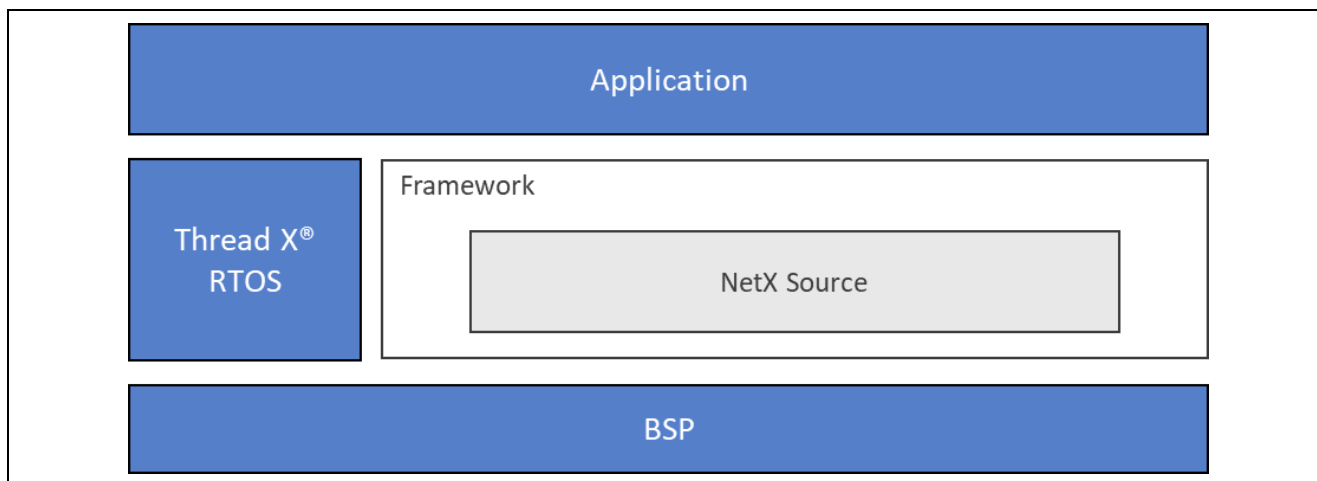 Application
Framework
Thread X®
RTOS
NetX Source
BSP